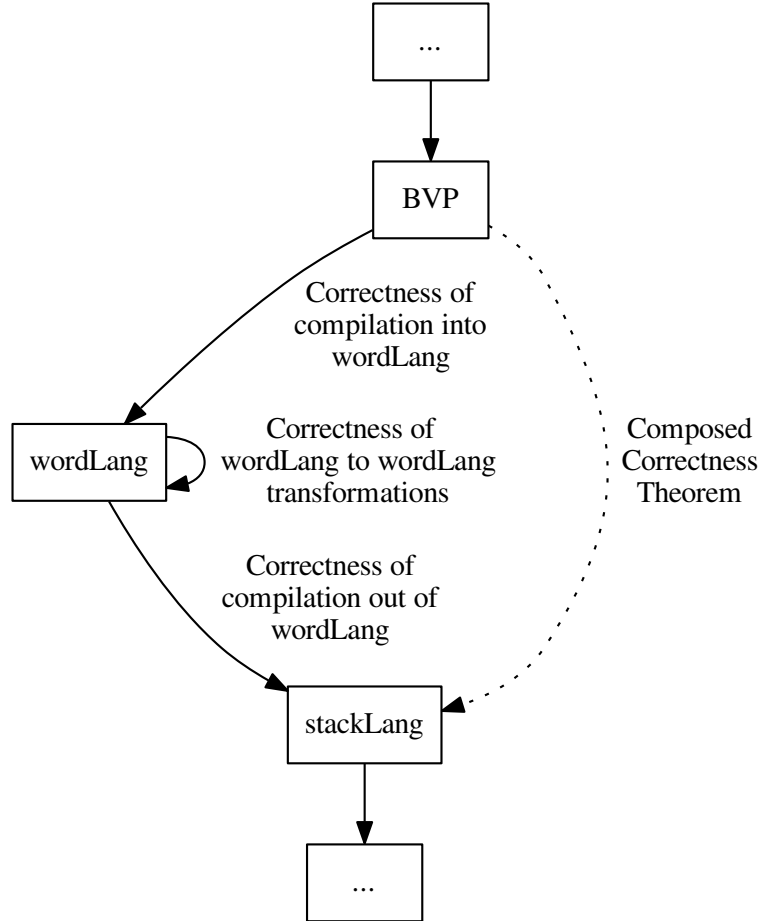 ...
BVP
Correctness of
compilation into
wordLang
wordLang
Correctness of
wordLang to wordLang
transformations
Composed
Correctness
Theorem
Correctness of
compilation out of
wordLang
stackLang
...